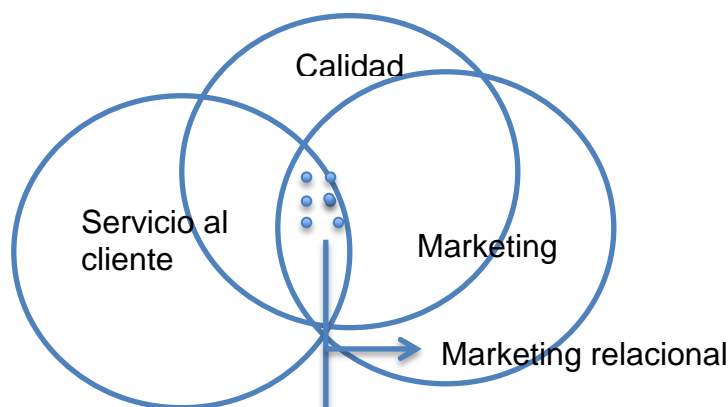 Calidad
Servicio al
cliente
Marketing
Marketing relacional